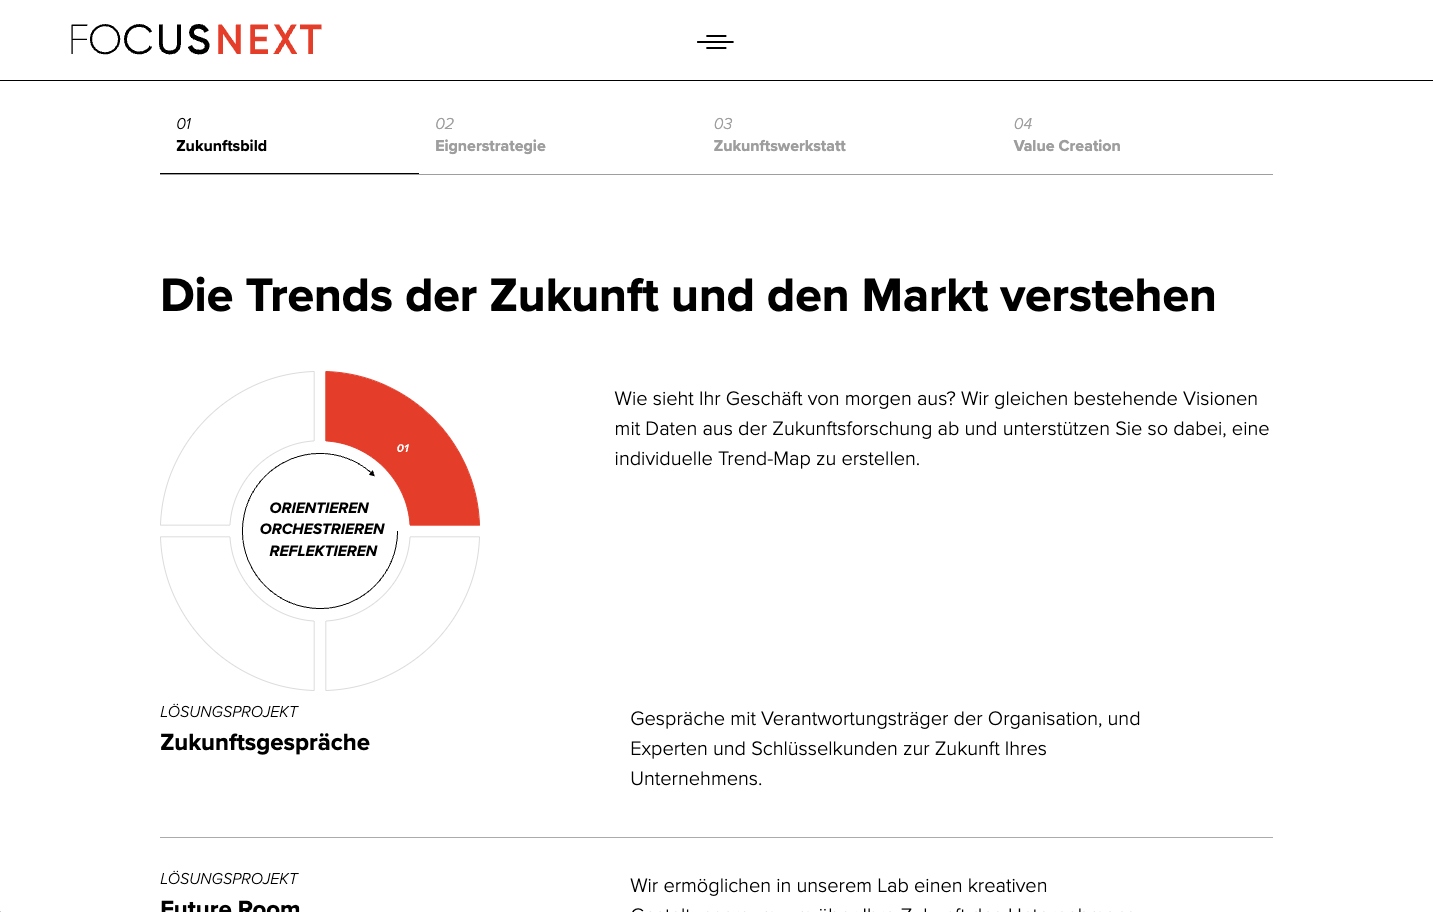 FOCUSNEXT
01
Zukunftsbild
02
Eignerstrategie
03
Zukunftswerkstatt
04
Value Creation
Die Trends der Zukunft und den Markt verstehen
01
ORIENTIEREN
ORCHESTRIEREN
REFLEKTIEREN
Wie sieht Ihr Geschäft von morgen aus? Wir gleichen bestehende Visionen
mit Daten aus der Zukunftsforschung ab und unterstützen Sie so dabei, eine
individuelle Trend-Map zu erstellen.
LÖSUNGSPROJEKT
Zukunftsgespräche
Gespräche mit Verantwortungsträger der Organisation, und
Experten und Schlüsselkunden zur Zukunft Ihres
Unternehmens.
LÖSUNGSPROJEKT
Future Room
Wir ermöglichen in unserem Lab einen kreativen